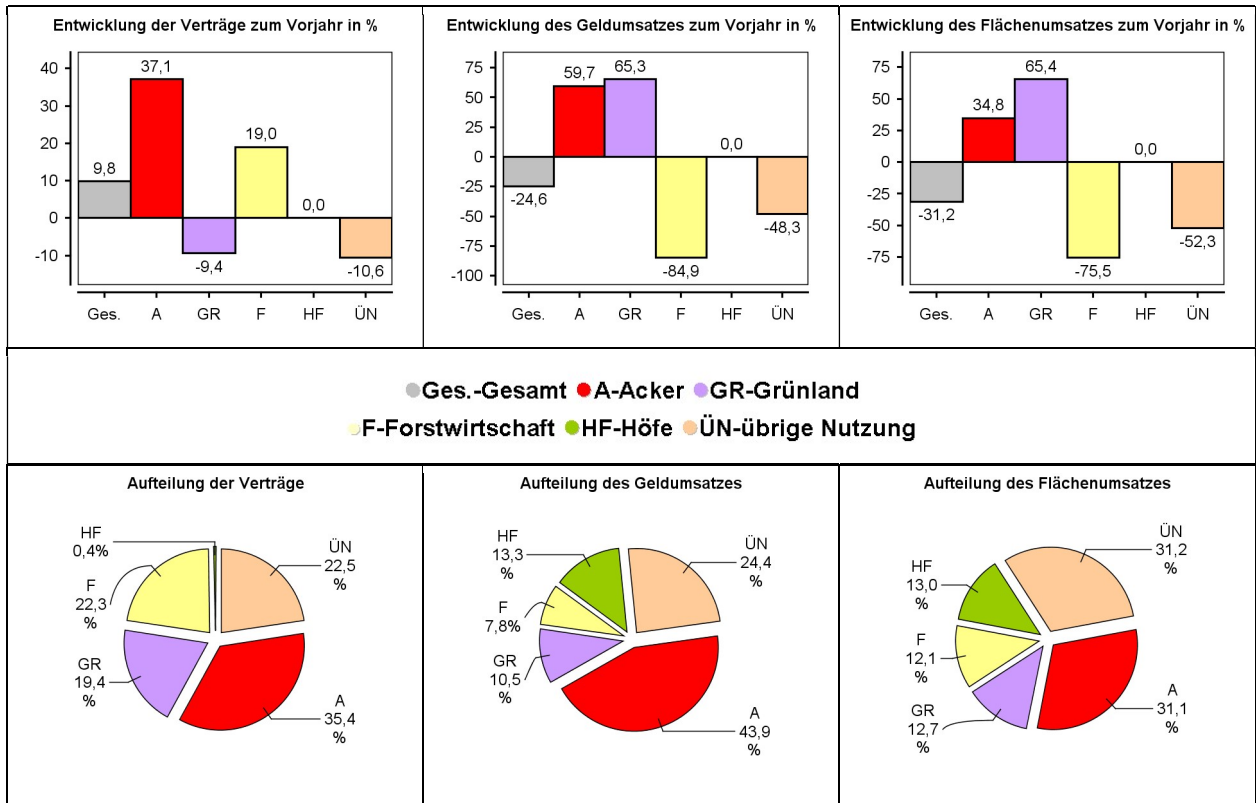 Entwicklung der Verträge zum Vorjahr in %
40
30
20
10
0
-10
9,8
37,1
-9,4
19,0
0,0
-10,6
Ges. A GR F HF ÜN
Entwicklung des Geldumsatzes zum Vorjahr in %
75
50
25
0
-25
-50
-75
-100
-24,6
59,7
65,3
-84,9
0,0
-48,3
Ges. A GR F HF ÜN
Entwicklung des Flächenumsatzes zum Vorjahr in %
75
50
25
0
-25
-50
-75
-31,2
34,8
65,4
-75,5
0,0
-52,3
Ges. A GR F HF ÜN
Ges.-Gesamt A-Acker GR-Grünland
F-Forstwirtschaft HF-Höfe ÜN-übrige Nutzung
Aufteilung der Verträge
HF
0,4%
ÜN
22,5
%
F
22,3
%
GR
19,4
%
A
35,4
%
Aufteilung des Geldumsatzes
HF
13,3
%
ÜN
24,4
%
F
7,8%
GR
10,5
%
A
43,9
%
Aufteilung des Flächenumsatzes
ÜN
31,2
%
HF
13,0
%
F
12,1
%
GR
12,7
%
A
31,1
%